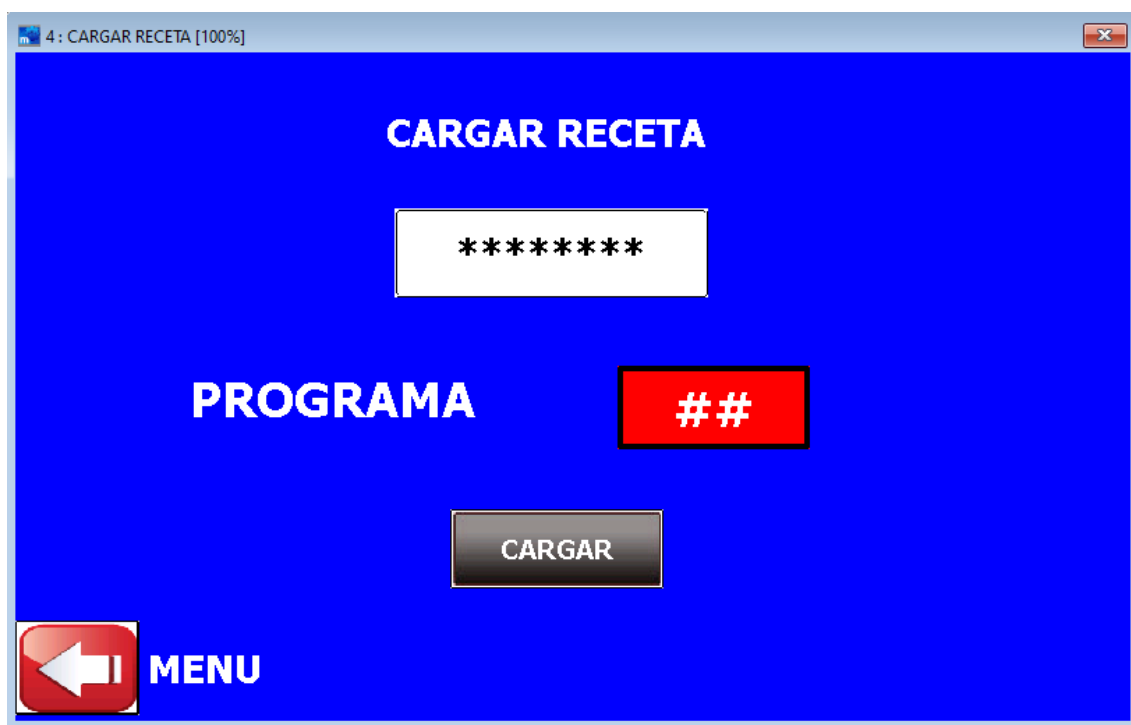 4 : CARGAR RECETA [100%]
CARGAR RECETA
********
PROGRAMA ##
CARGAR
MENU